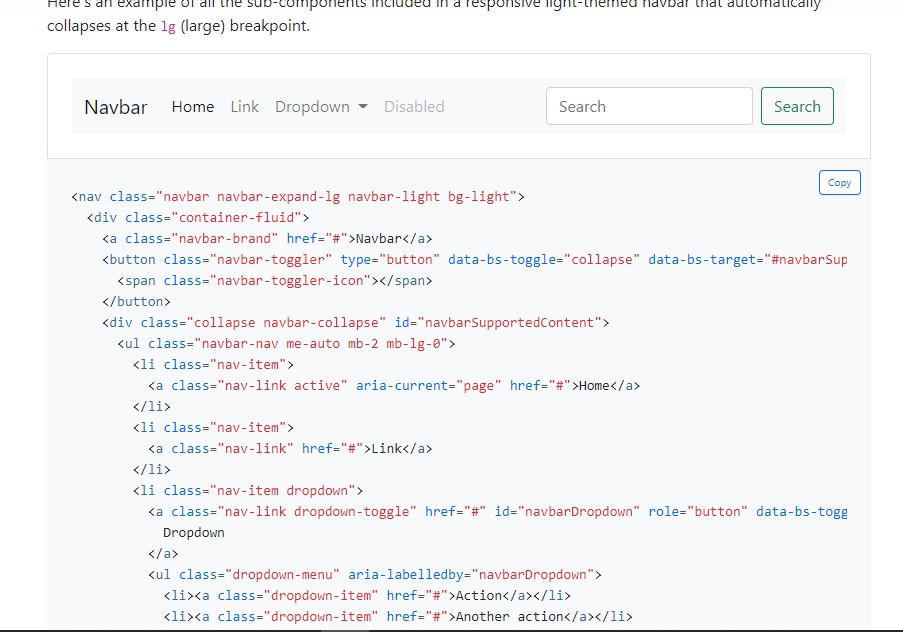 Here's an example of all the sub-components included in a responsive light-themed navbar that automatically
collapses at the lg (large) breakpoint.
Navbar Home Link Dropdown Disabled Search Search
Copy
<nav class="navbar navbar-expand-lg navbar-light bg-light">
<div class="container-fluid">
<a class="navbar-brand" href="#">Navbar</a>
<button class="navbar-toggler" type="button" data-bs-toggle="collapse" data-bs-target="#navbarSup
<span class="navbar-toggler-icon"></span>
</button>
<div class="collapse navbar-collapse" id="navbarSupportedContent">
<ul class="navbar-nav me-auto mb-2 mb-lg-0">
<li class="nav-item">
<a class="nav-link active" aria-current="page" href="#">Home</a>
</li>
<li class="nav-item">
<a class="nav-link" href="#">Link</a>
</li>
<li class="nav-item dropdown">
<a class="nav-link dropdown-toggle" href="#" id="navbarDropdown" role="button" data-bs-togg
Dropdown
</a>
<ul class="dropdown-menu" aria-labelledby="navbarDropdown">
<li><a class="dropdown-item" href="#">Action</a></li>
<li><a class="dropdown-item" href="#">Another action</a></li>